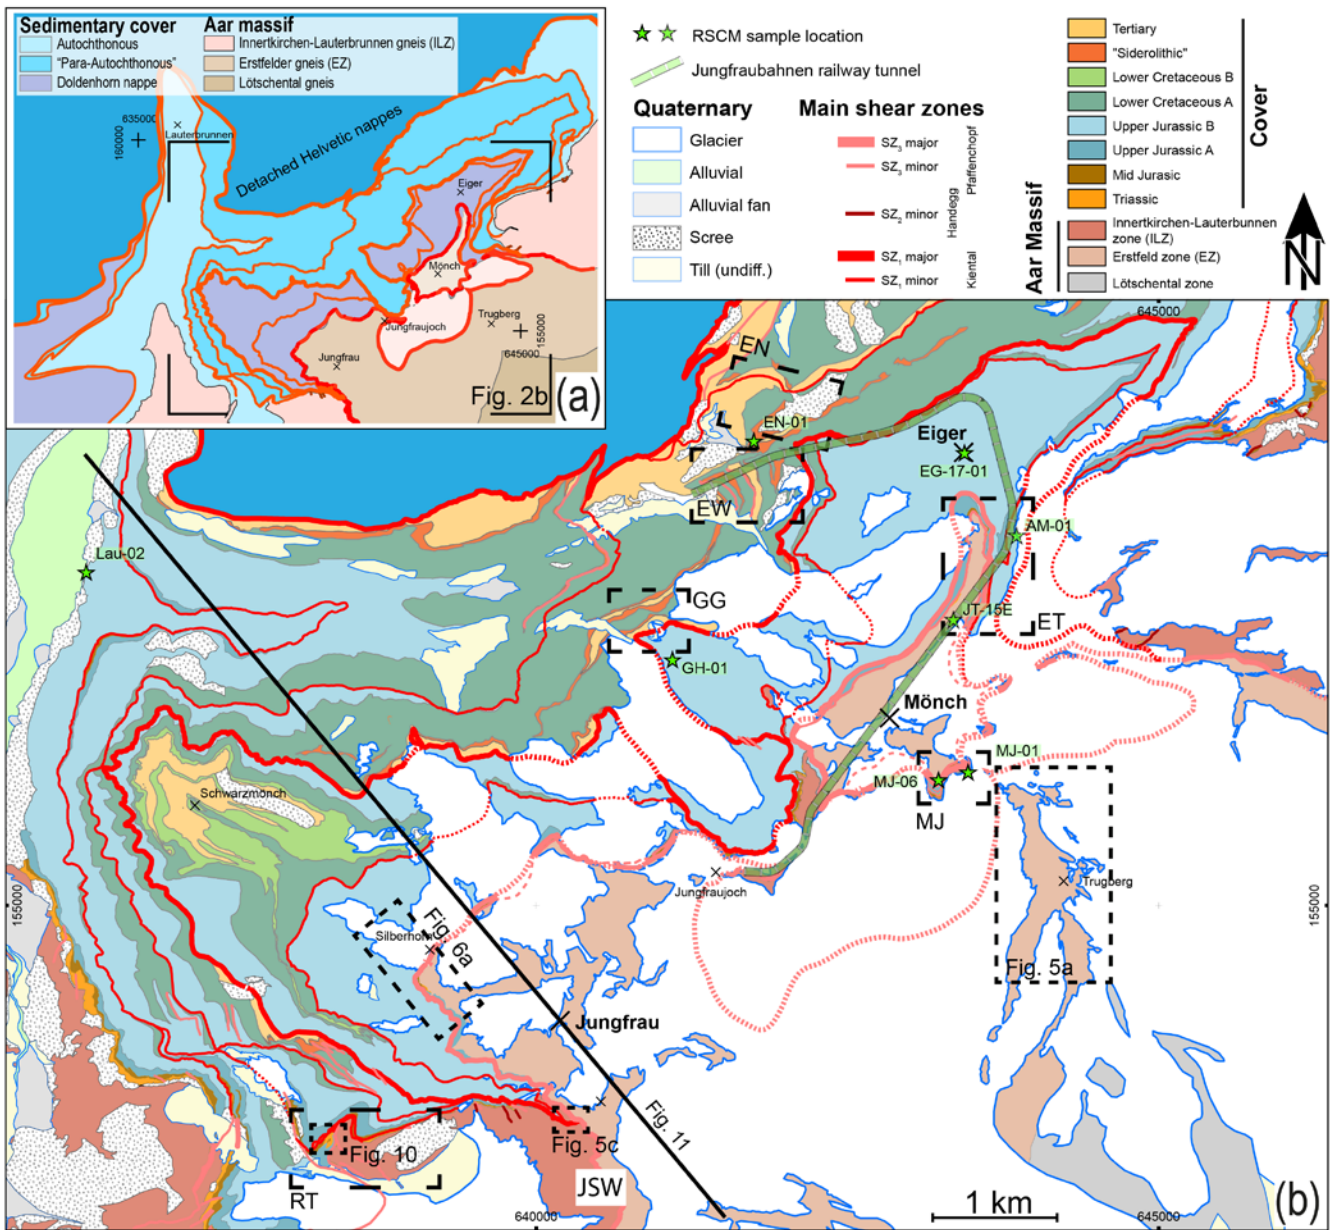 Sedimentary cover
Autochthonous
"Para-Autochthonous"
Doldenhorn nappe
Aar massif
Innertkirchen-Lauterbrunnen gneis (ILZ)
Erstfelder gneis (EZ)
Lötschental gneis
635000
160000
Lauterbrunnen
Detached Helvetic nappes
Eiger
Mönch
Jungfraujoch
Trugberg
Jungfrau
155000
645000
Fig. 2b
(a)
RSCM sample location
Jungfraubahnen railway tunnel
Quaternary
Glacier
Alluvial
Alluvial fan
Scree
Till (undiff.)
Main shear zones
SZ3 major
SZ3 minor
SZ2 minor
SZ1 major
SZ1 minor
Pfaffenchopf
Handegg
Kiental
Tertiary
"Siderolithic"
Lower Cretaceous B
Lower Cretaceous A
Upper Jurassic B
Upper Jurassic A
Mid Jurasic
Triassic
Cover
Innertkirchen-Lauterbunnen
zone (ILZ)
Erstfeld zone (EZ)
Lötschental zone
Aar Massif
N
645000
EN
EN-01
Eiger
EG-17-01
EW
AM-01
Lau-02
GG
JT-15E
ET
GH-01
Mönch
MJ-01
MJ-06
MJ
Schwarzmönch
Jungfraujoch
Trugberg
155000
155000
Silberhorn
Fig. 6a
Fig. 5a
Jungfrau
Fig. 11
Fig. 10
Fig. 5c
RT
JSW
1 km
(b)
640000
645000